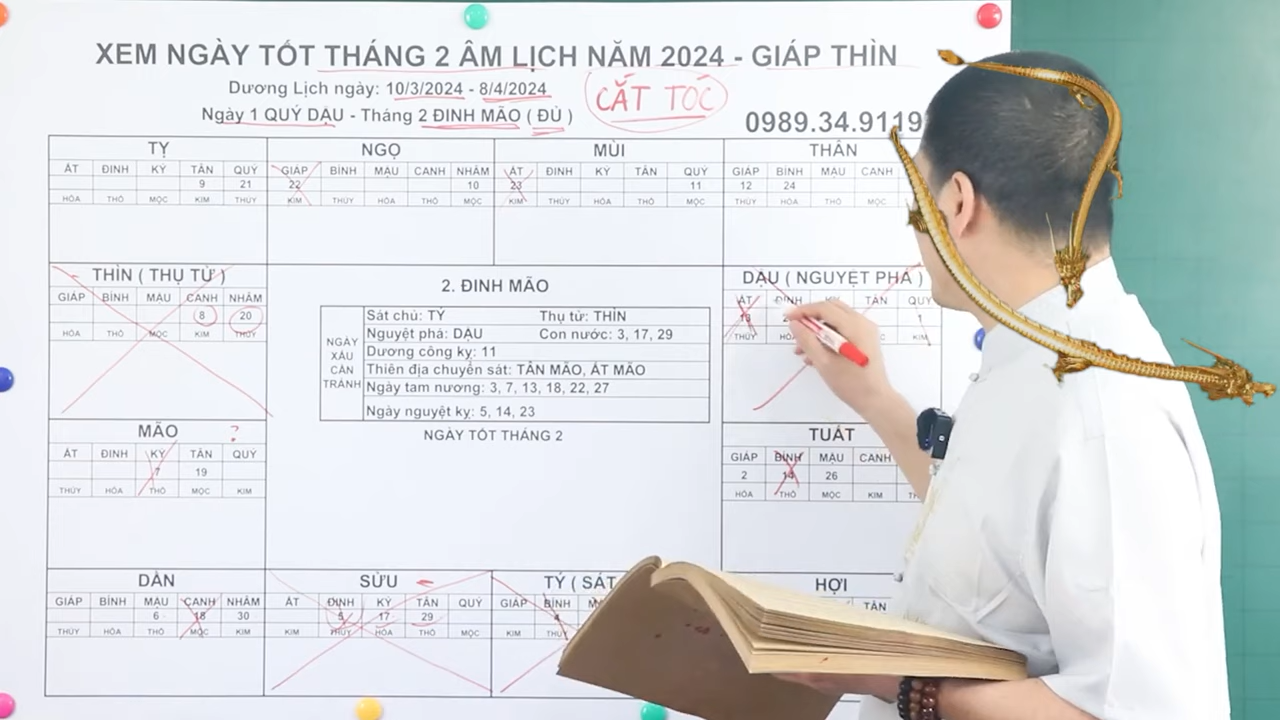 XEM NGÀY TỐT THÁNG 2 ÂM LỊCH NĂM 2024 - GIÁP THÌN
Dương Lịch ngày: 10/3/2024 - 8/4/2024
CẮT TÓC
Ngày 1 QUÝ DẬU - Tháng 2 ĐINH MÃO ( ĐỦ )
0989.34.9119
TỴ NGỌ MÙI THÂN
ẤT ĐINH KỶ TÂN QUÝ GIÁP BÍNH MẬU CANH NHÂM ẤT ĐINH KỶ TÂN QUÝ GIÁP BÍNH MẬU CANH
9 21 22 10 23 11 12 24
HỎA THỔ MỘC KIM THỦY KIM THỦY HỎA THỔ MỘC KIM THỦY HỎA THỔ MỘC THỦY HỎA THỔ MỘC
THÌN ( THỤ TỬ )
GIÁP BÍNH MẬU CANH NHÂM
8 20
HỎA THỔ MỘC KIM THỦY
2. ĐINH MÃO
Sát chủ: TÝ Thụ tử: THÌN
Nguyệt phá: DẬU Con nước: 3, 17, 29
Dương công kỵ: 11
Thiên địa chuyển sát: TÂN MÃO, ẤT MÃO
Ngày tam nương: 3, 7, 13, 18, 22, 27
Ngày nguyệt kỵ: 5, 14, 23
NGÀY XẤU CẦN TRÁNH
NGÀY TỐT THÁNG 2
DẬU ( NGUYỆT PHÁ )
ẤT ĐINH KỶ TÂN QUÝ
1
THỦY
MÃO ?
ẤT ĐINH KỶ TÂN QUÝ
7 19
THỦY HỎA THỔ MỘC KIM
TUẤT
GIÁP BÍNH MẬU CANH
2 14 26
HỎA THỔ MỘC KIM
DẦN SỬU TÝ ( SÁT HỢI
GIÁP BÍNH MẬU CANH NHÂM ẤT ĐINH KỶ TÂN QUÝ GIÁP BÍNH TÂN
6 18 30 5 17 29 4
THỦY HỎA THỔ MỘC KIM KIM THỦY HỎA THỔ MỘC KIM THỦY